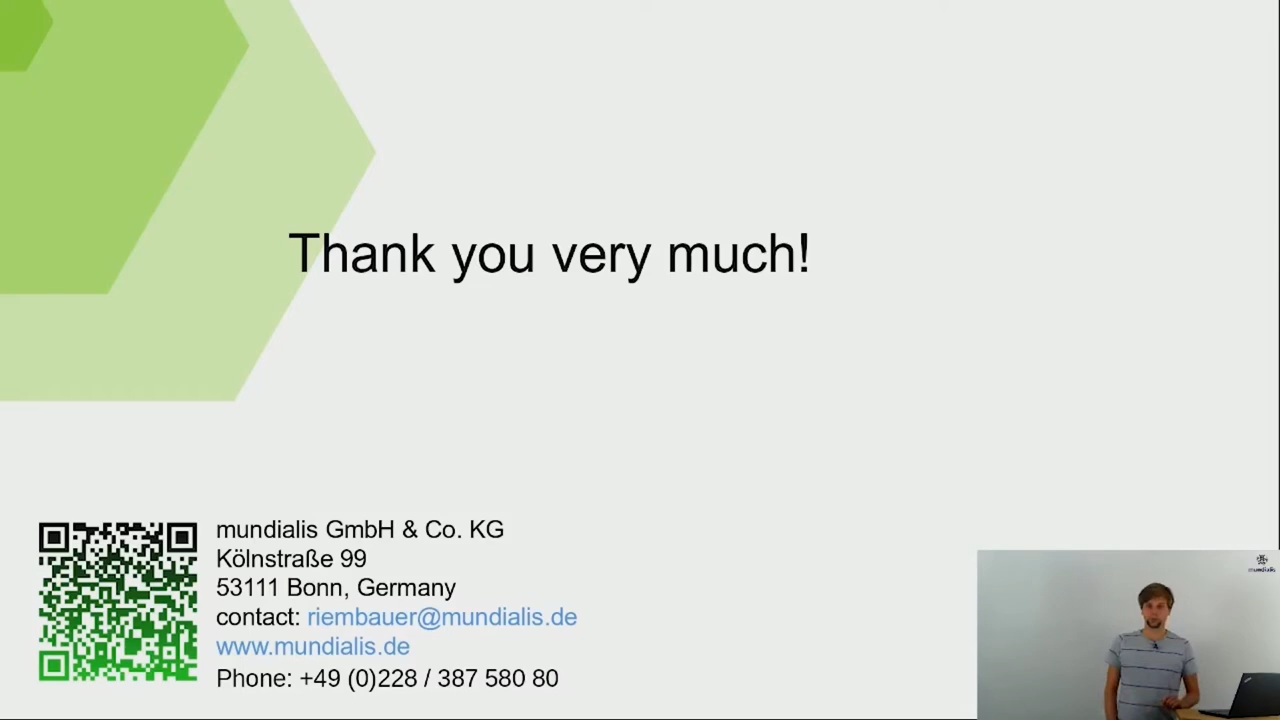 Thank you very much!
mundialis GmbH & Co. KG
Kölnstraße 99
53111 Bonn, Germany
contact: riembauer@mundialis.de
www.mundialis.de
Phone: +49 (0)228 / 387 580 80
mundialis